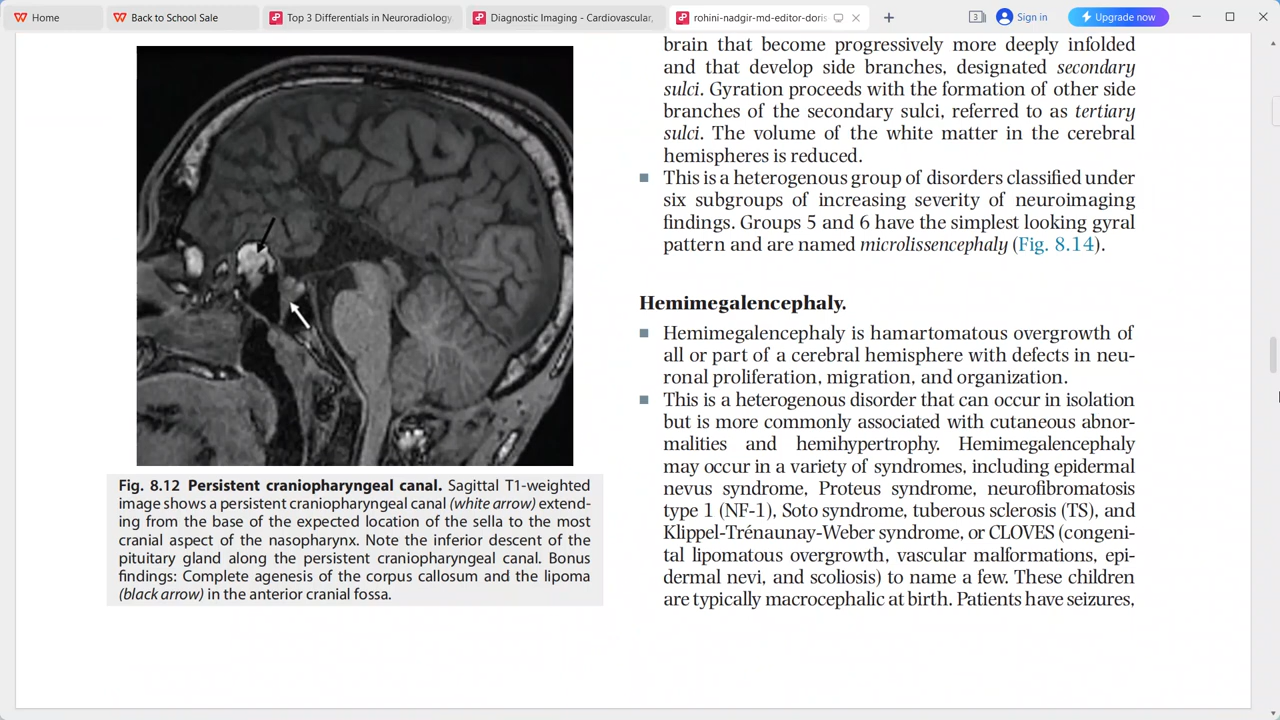 Home
Back to School Sale
Top 3 Differentials in Neuroradiology
Diagnostic Imaging - Cardiovascular,
rohini-nadgir-md-editor-doris
3
Sign in
Upgrade now
brain that become progressively more deeply infolded
and that develop side branches, designated secondary
sulci. Gyration proceeds with the formation of other side
branches of the secondary sulci, referred to as tertiary
sulci. The volume of the white matter in the cerebral
hemispheres is reduced.
This is a heterogenous group of disorders classified under
six subgroups of increasing severity of neuroimaging
findings. Groups 5 and 6 have the simplest looking gyral
pattern and are named microlissencephaly (Fig. 8.14).
Hemimegalencephaly.
Hemimegalencephaly is hamartomatous overgrowth of
all or part of a cerebral hemisphere with defects in neu-
ronal proliferation, migration, and organization.
This is a heterogenous disorder that can occur in isolation
but is more commonly associated with cutaneous abnor-
malities and hemihypertrophy. Hemimegalencephaly
may occur in a variety of syndromes, including epidermal
nevus syndrome, Proteus syndrome, neurofibromatosis
type 1 (NF-1), Soto syndrome, tuberous sclerosis (TS), and
Klippel-Trénaunay-Weber syndrome, or CLOVES (congeni-
tal lipomatous overgrowth, vascular malformations, epi-
dermal nevi, and scoliosis) to name a few. These children
are typically macrocephalic at birth. Patients have seizures,
Fig. 8.12 Persistent craniopharyngeal canal. Sagittal T1-weighted
image shows a persistent craniopharyngeal canal (white arrow) extend-
ing from the base of the expected location of the sella to the most
cranial aspect of the nasopharynx. Note the inferior descent of the
pituitary gland along the persistent craniopharyngeal canal. Bonus
findings: Complete agenesis of the corpus callosum and the lipoma
(black arrow) in the anterior cranial fossa.